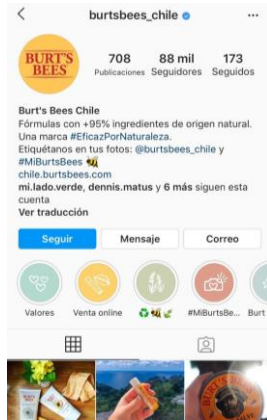 burtsbees_chile
BURT'S
BEES
708
88 mil
173
Publicaciones
Seguidores
Seguidos
Burt's Bees Chile
Fórmulas con +95% ingredientes de origen natural.
Una marca #EficazPorNaturaleza.
Etiquétanos en tus fotos: @burtsbees_chile y
#MiBurtsBees
chile.burtsbees.com
mi.lado.verde, dennis.matus y 6 más siguen esta
cuenta
Ver traducción
Seguir
Mensaje
Correo
Valores
Venta online
#MiBurtsBe...
Burt